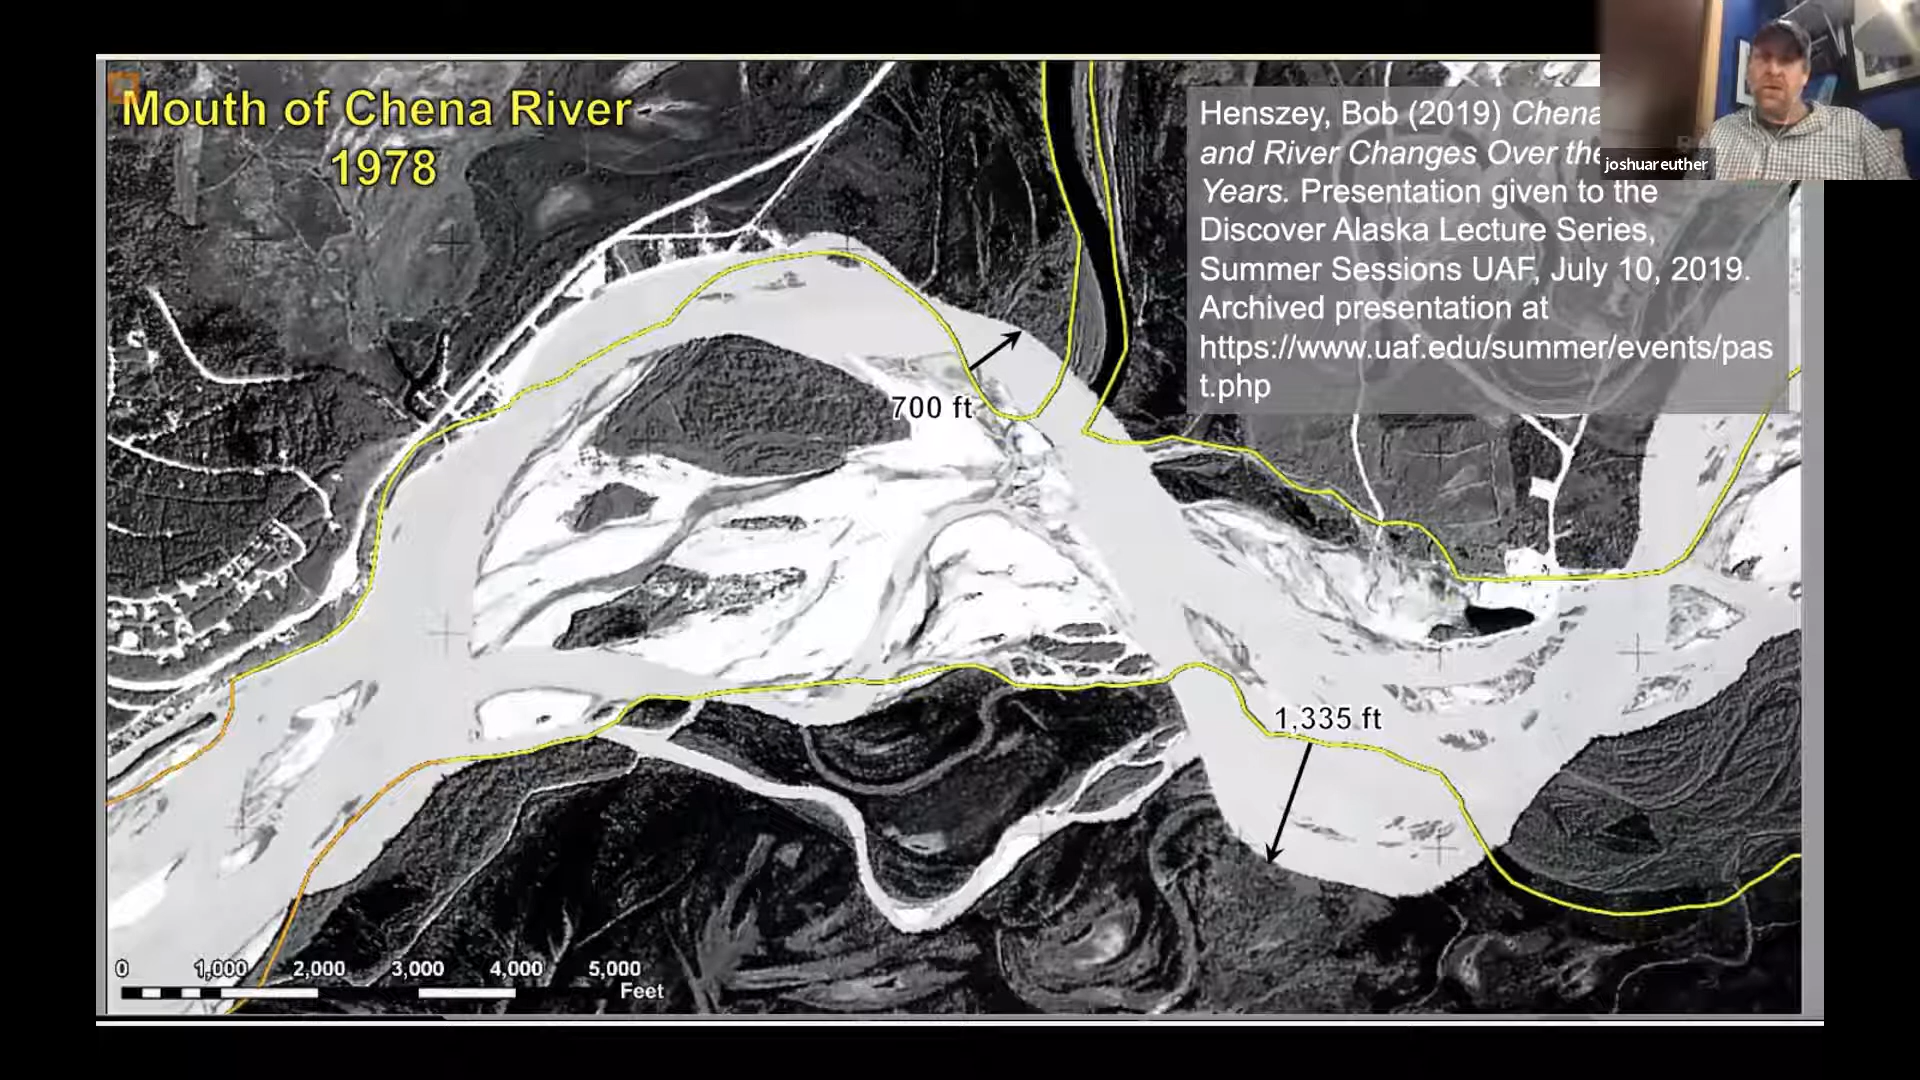 Mouth of Chena River
1978
Henszey, Bob (2019) Chena
and River Changes Over the
Years. Presentation given to the
Discover Alaska Lecture Series,
Summer Sessions UAF, July 10, 2019.
Archived presentation at
https://www.uaf.edu/summer/events/pas
t.php
joshuareuther
700 ft
1,335 ft
0 1,000 2,000 3,000 4,000 5,000
Feet